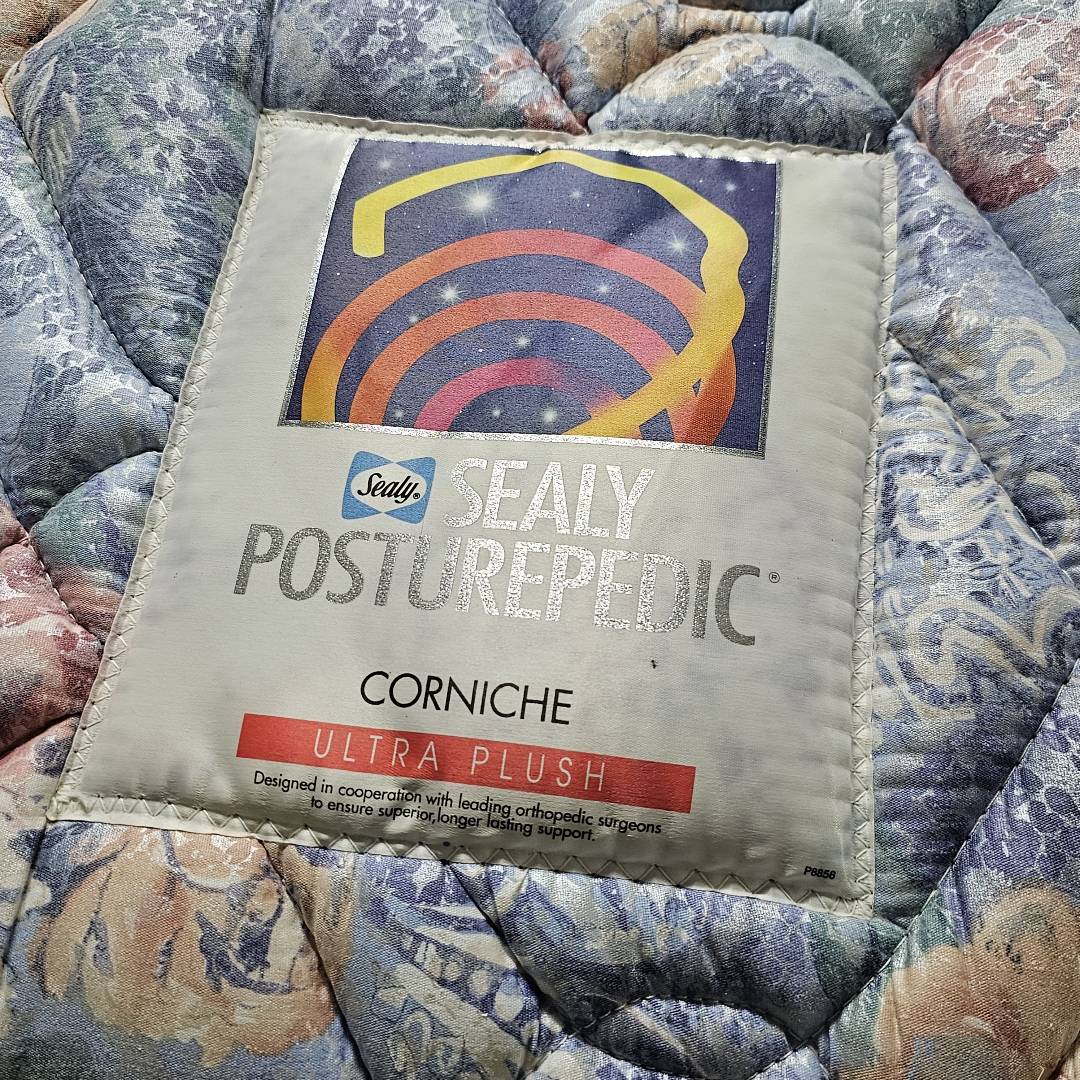 Sealy®
SEALY
POSTUREPEDIC®
CORNICHE
ULTRA PLUSH
Designed in cooperation with leading orthopedic surgeons
to ensure superior,longer lasting support.
P8858